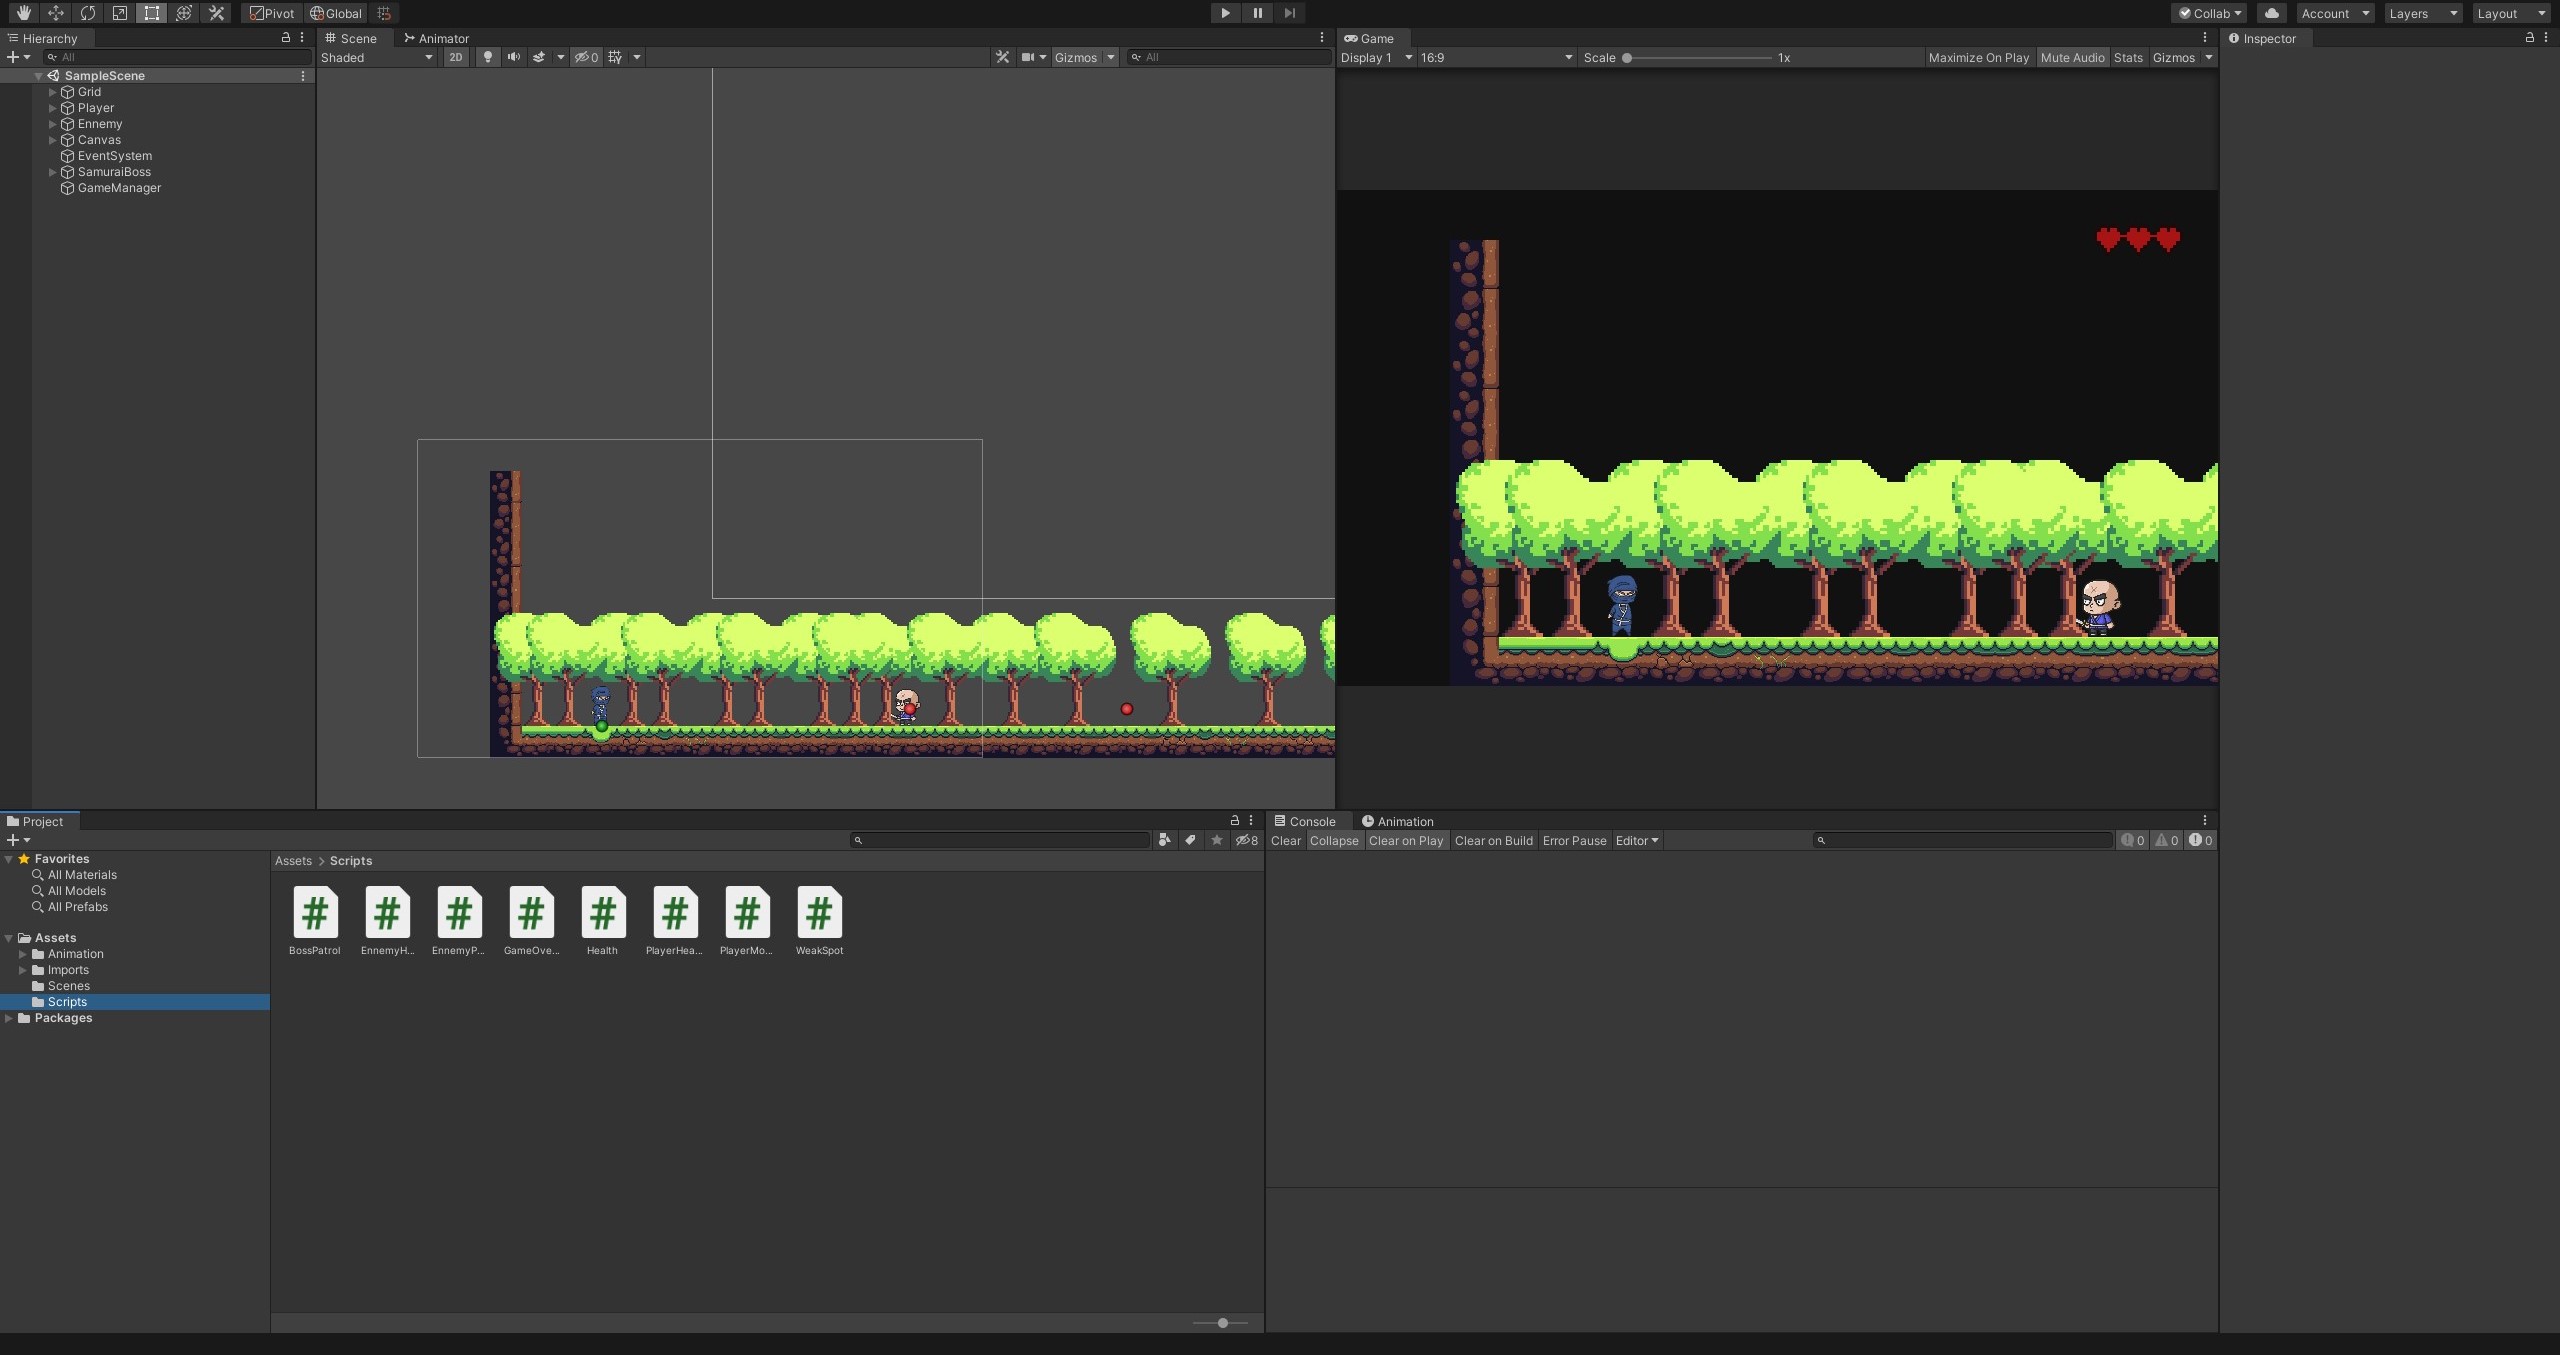 Pivot Global Collab Account Layers Layout
Hierarchy
All
SampleScene
Grid
Player
Ennemy
Canvas
EventSystem
SamuraiBoss
GameManager
Scene Animator
Shaded 2D 0 Gizmos All
Game
Display 1 16:9 Scale 1x Maximize On Play Mute Audio Stats Gizmos
Inspector
Project
8
Favorites
All Materials
All Models
All Prefabs
Assets
Animation
Imports
Scenes
Scripts
Packages
Assets > Scripts
BossPatrol EnnemyH... EnnemyP... GameOve... Health PlayerHea... PlayerMo... WeakSpot
Console Animation
Clear Collapse Clear on Play Clear on Build Error Pause Editor 0 0 0